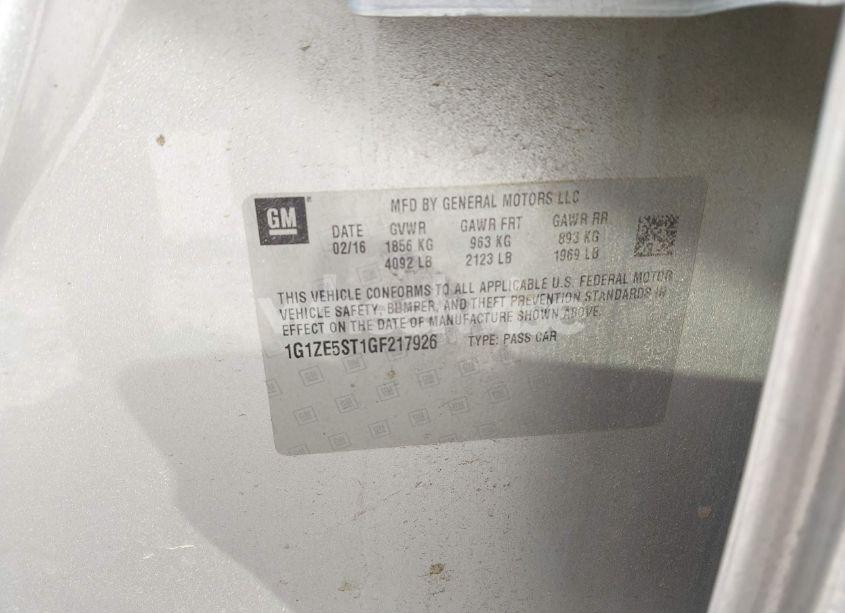 GM
MFD BY GENERAL MOTORS LLC
DATE GVWR GAWR FRT GAWR RR
02/16 1856 KG 963 KG 893 KG
4092 LB 2123 LB 1969 LB
THIS VEHICLE CONFORMS TO ALL APPLICABLE U.S. FEDERAL MOTOR
VEHICLE SAFETY, BUMPER, AND THEFT PREVENTION STANDARDS IN
EFFECT ON THE DATE OF MANUFACTURE SHOWN ABOVE.
1G1ZE5ST1GF217926 TYPE: PASS CAR